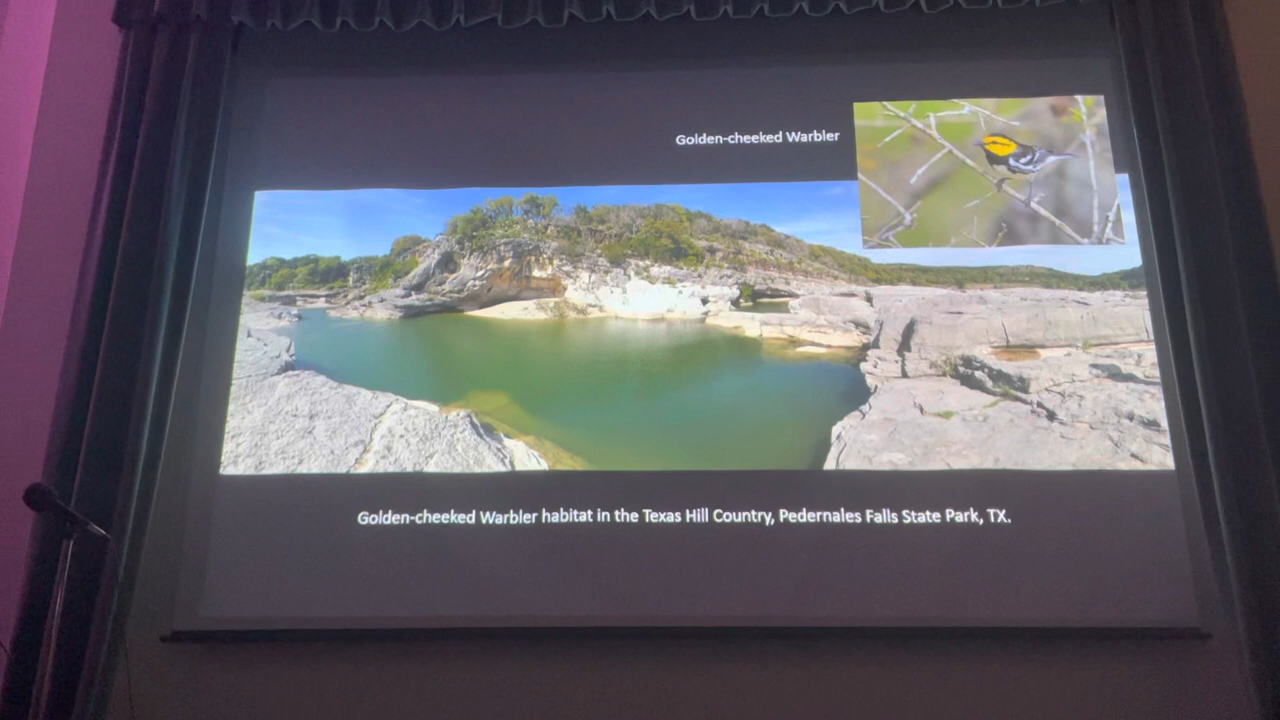 Golden-cheeked Warbler
Golden-cheeked Warbler habitat in the Texas Hill Country, Pedernales Falls State Park, TX.